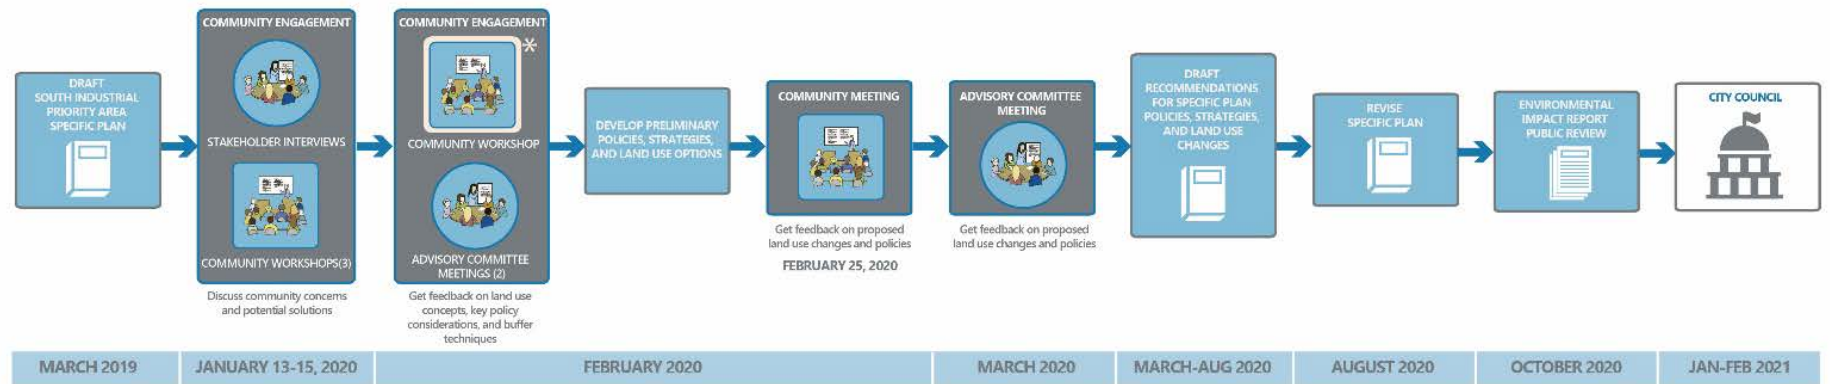 DRAFT
SOUTH INDUSTRIAL
PRIORITY AREA
SPECIFIC PLAN
COMMUNITY ENGAGEMENT
STAKEHOLDER INTERVIEWS
COMMUNITY WORKSHOPS(3)
Discuss community concerns
and potential solutions
COMMUNITY ENGAGEMENT
*
COMMUNITY WORKSHOP
ADVISORY COMMITTEE
MEETINGS (2)
Get feedback on land use
concepts, key policy
considerations, and buffer
techniques
DEVELOP PRELIMINARY
POLICIES, STRATEGIES,
AND LAND USE OPTIONS
COMMUNITY MEETING
Get feedback on proposed
land use changes and policies
FEBRUARY 25, 2020
ADVISORY COMMITTEE
MEETING
Get feedback on proposed
land use changes and policies
DRAFT
RECOMMENDATIONS
FOR SPECIFIC PLAN
POLICIES, STRATEGIES,
AND LAND USE
CHANGES
REVISE
SPECIFIC PLAN
ENVIRONMENTAL
IMPACT REPORT
PUBLIC REVIEW
CITY COUNCIL
MARCH 2019
JANUARY 13-15, 2020
FEBRUARY 2020
MARCH 2020
MARCH-AUG 2020
AUGUST 2020
OCTOBER 2020
JAN-FEB 2021